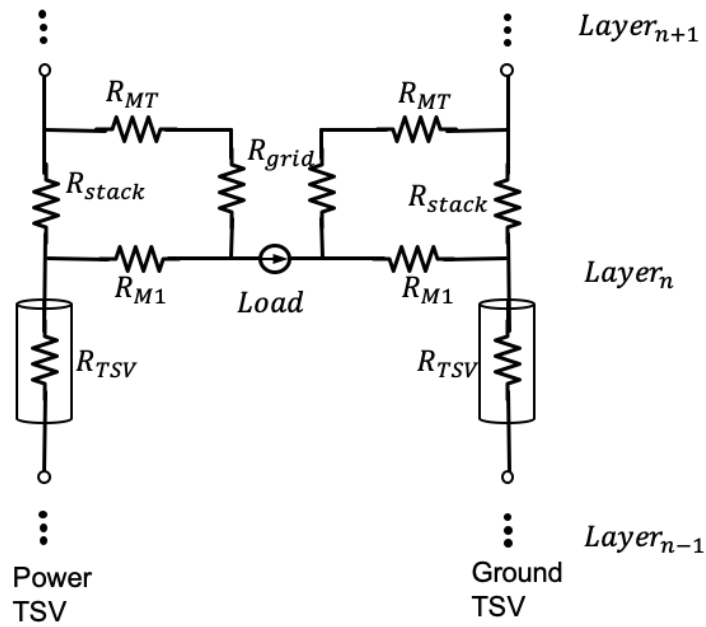 Layer_{n+1}
R_{MT} R_{MT}
R_{grid}
R_{stack} R_{stack}
R_{M1} Load R_{M1} Layer_n
R_{TSV} R_{TSV}
Layer_{n-1}
Power Ground
TSV TSV